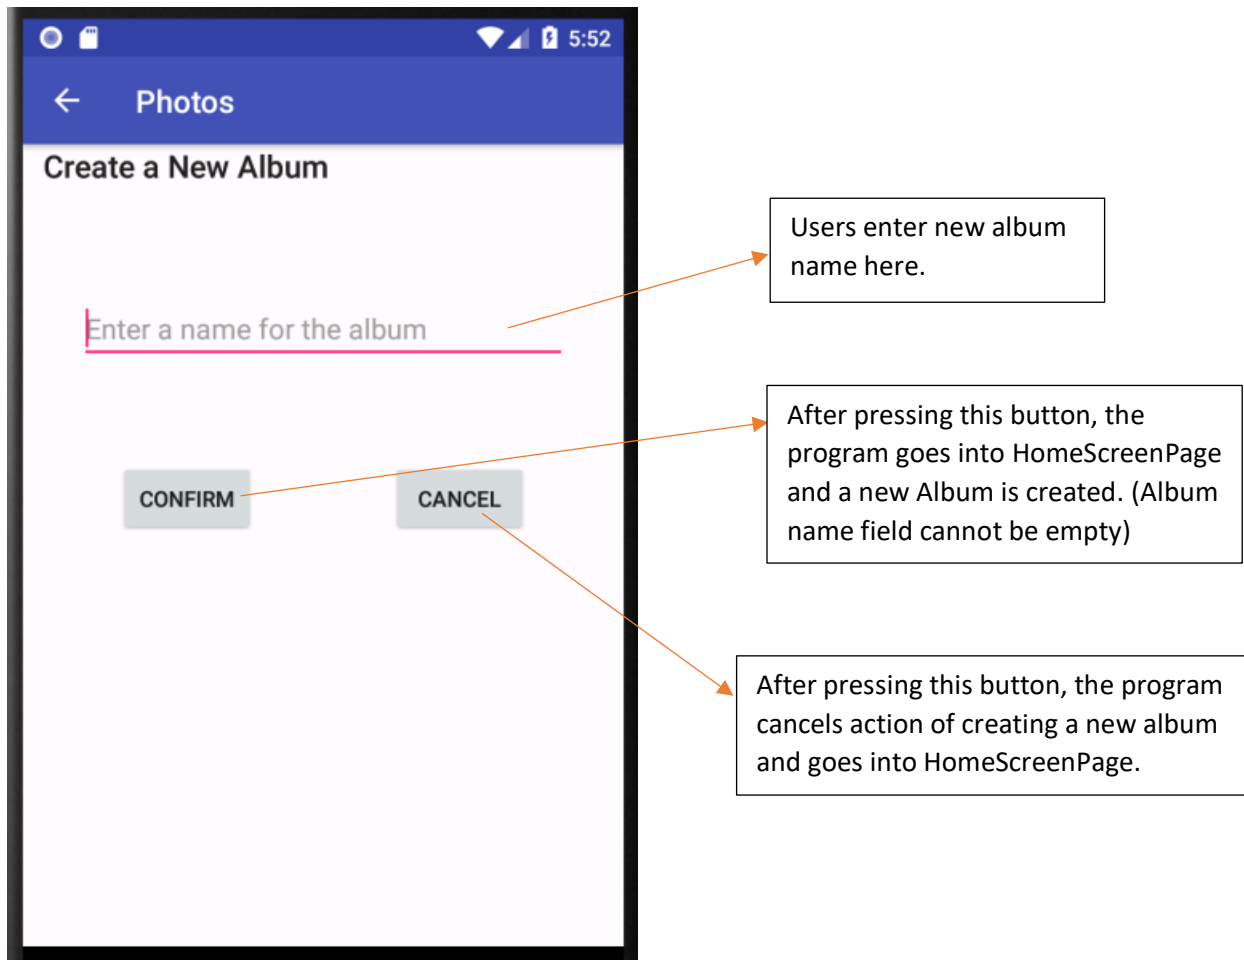 5:52
Photos
Create a New Album
Enter a name for the album
CONFIRM
CANCEL
Users enter new album
name here.
After pressing this button, the
program goes into HomeScreenPage
and a new Album is created. (Album
name field cannot be empty)
After pressing this button, the program
cancels action of creating a new album
and goes into HomeScreenPage.